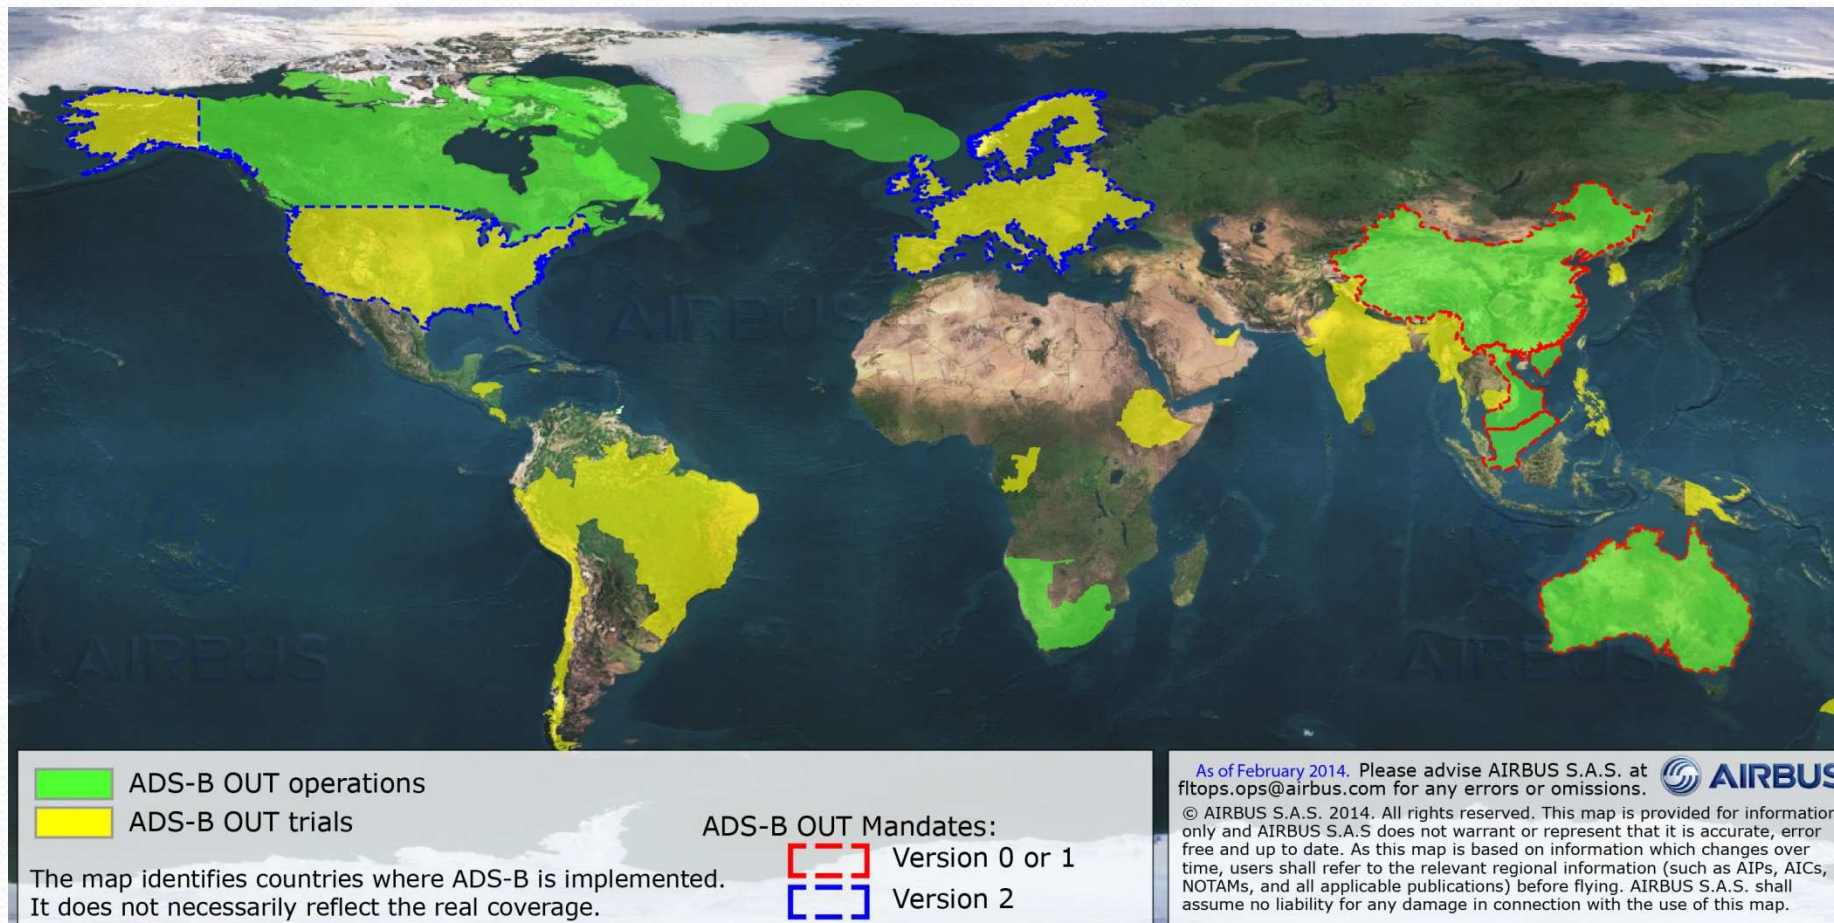 AIRBUS
AIRBUS
AIRBUS
ADS-B OUT operations
ADS-B OUT trials
The map identifies countries where ADS-B is implemented.
It does not necessarily reflect the real coverage.
ADS-B OUT Mandates:
Version 0 or 1
Version 2
As of February 2014. Please advise AIRBUS S.A.S. at
fltops.ops@airbus.com for any errors or omissions.
AIRBUS
© AIRBUS S.A.S. 2014. All rights reserved. This map is provided for information
only and AIRBUS S.A.S does not warrant or represent that it is accurate, error
free and up to date. As this map is based on information which changes over
time, users shall refer to the relevant regional information (such as AIPs, AICs,
NOTAMs, and all applicable publications) before flying. AIRBUS S.A.S. shall
assume no liability for any damage in connection with the use of this map.